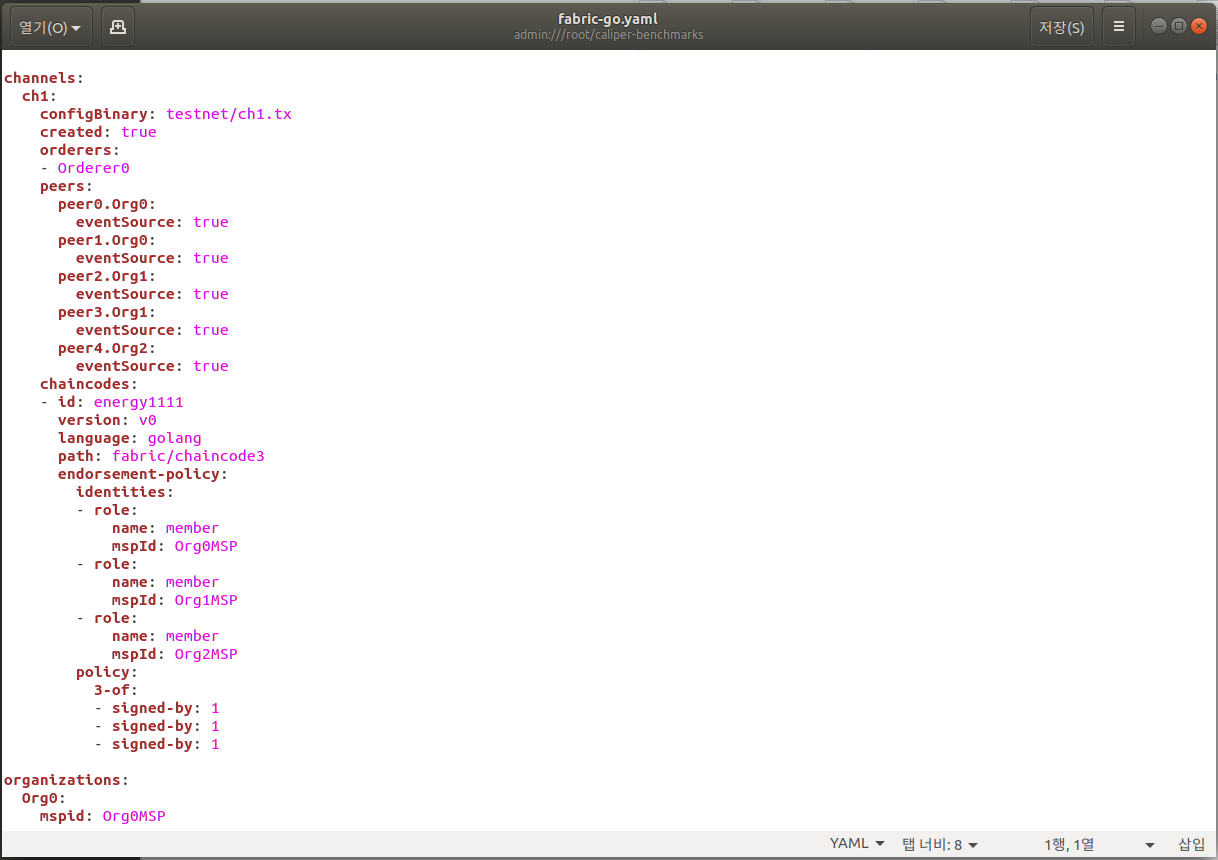 열기(O)
fabric-go.yaml
admin:///root/caliper-benchmarks
저장(S)
channels:
  ch1:
    configBinary: testnet/ch1.tx
    created: true
    orderers:
    - Orderer0
    peers:
      peer0.Org0:
        eventSource: true
      peer1.Org0:
        eventSource: true
      peer2.Org1:
        eventSource: true
      peer3.Org1:
        eventSource: true
      peer4.Org2:
        eventSource: true
    chaincodes:
    - id: energy1111
      version: v0
      language: golang
      path: fabric/chaincode3
      endorsement-policy:
        identities:
        - role:
            name: member
            mspId: Org0MSP
        - role:
            name: member
            mspId: Org1MSP
        - role:
            name: member
            mspId: Org2MSP
        policy:
          3-of:
          - signed-by: 1
          - signed-by: 1
          - signed-by: 1
organizations:
  Org0:
    mspid: Org0MSP
YAML 탭 너비: 8 1행, 1열 삽입